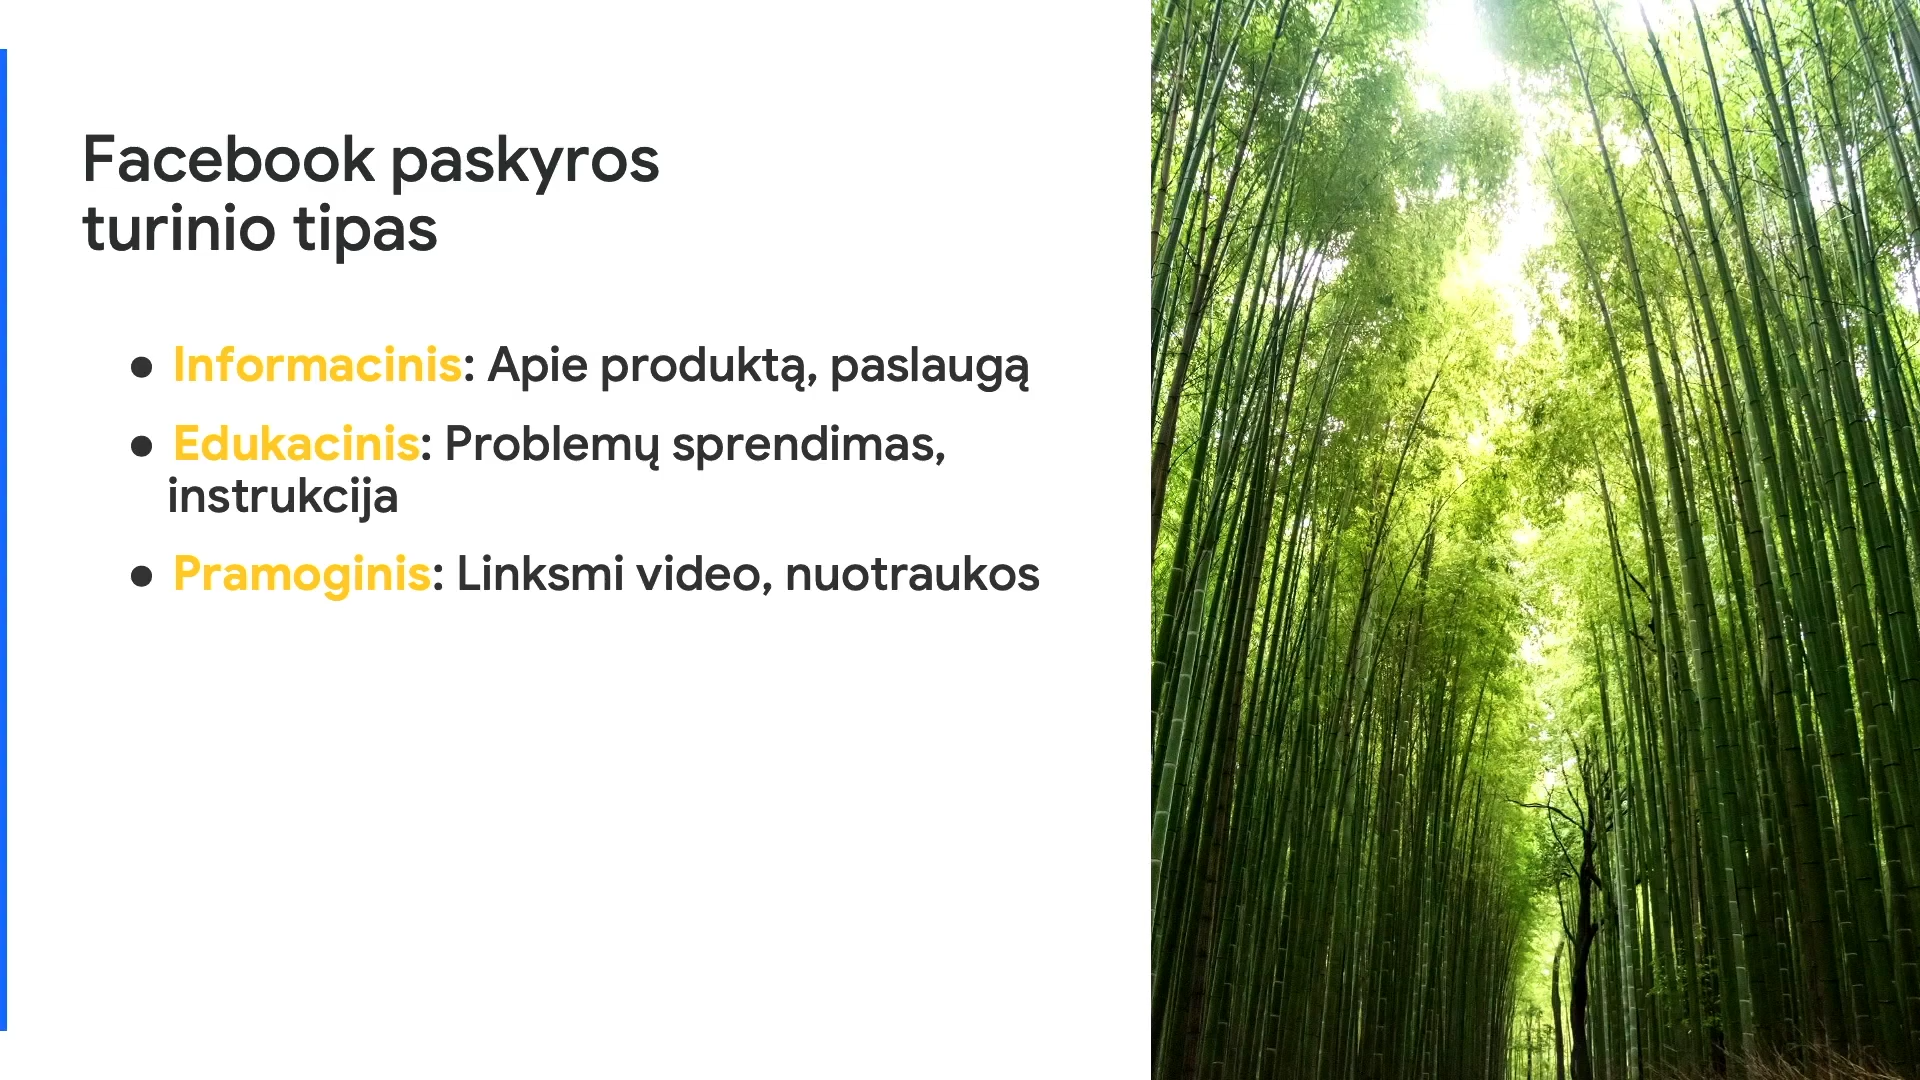 Facebook paskyros
turinio tipas
● Informacinis: Apie produktą, paslaugą
● Edukacinis: Problemų sprendimas,
instrukcija
● Pramoginis: Linksmi video, nuotraukos